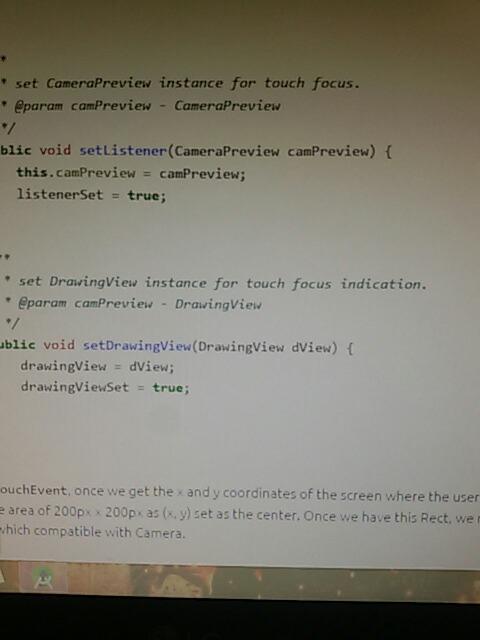 *
* set CameraPreview instance for touch focus.
* @param camPreview - CameraPreview
*/
blic void setListener(CameraPreview camPreview) {
this.camPreview = camPreview;
listenerSet = true;
**
* set DrawingView instance for touch focus indication.
* @param camPreview - DrawingView
*/
ublic void setDrawingView(DrawingView dView) {
drawingView = dView;
drawingViewSet = true;
ouchEvent, once we get the x and y coordinates of the screen where the user
e area of 200px x 200px as (x, y) set as the center. Once we have this Rect, we
which compatible with Camera.